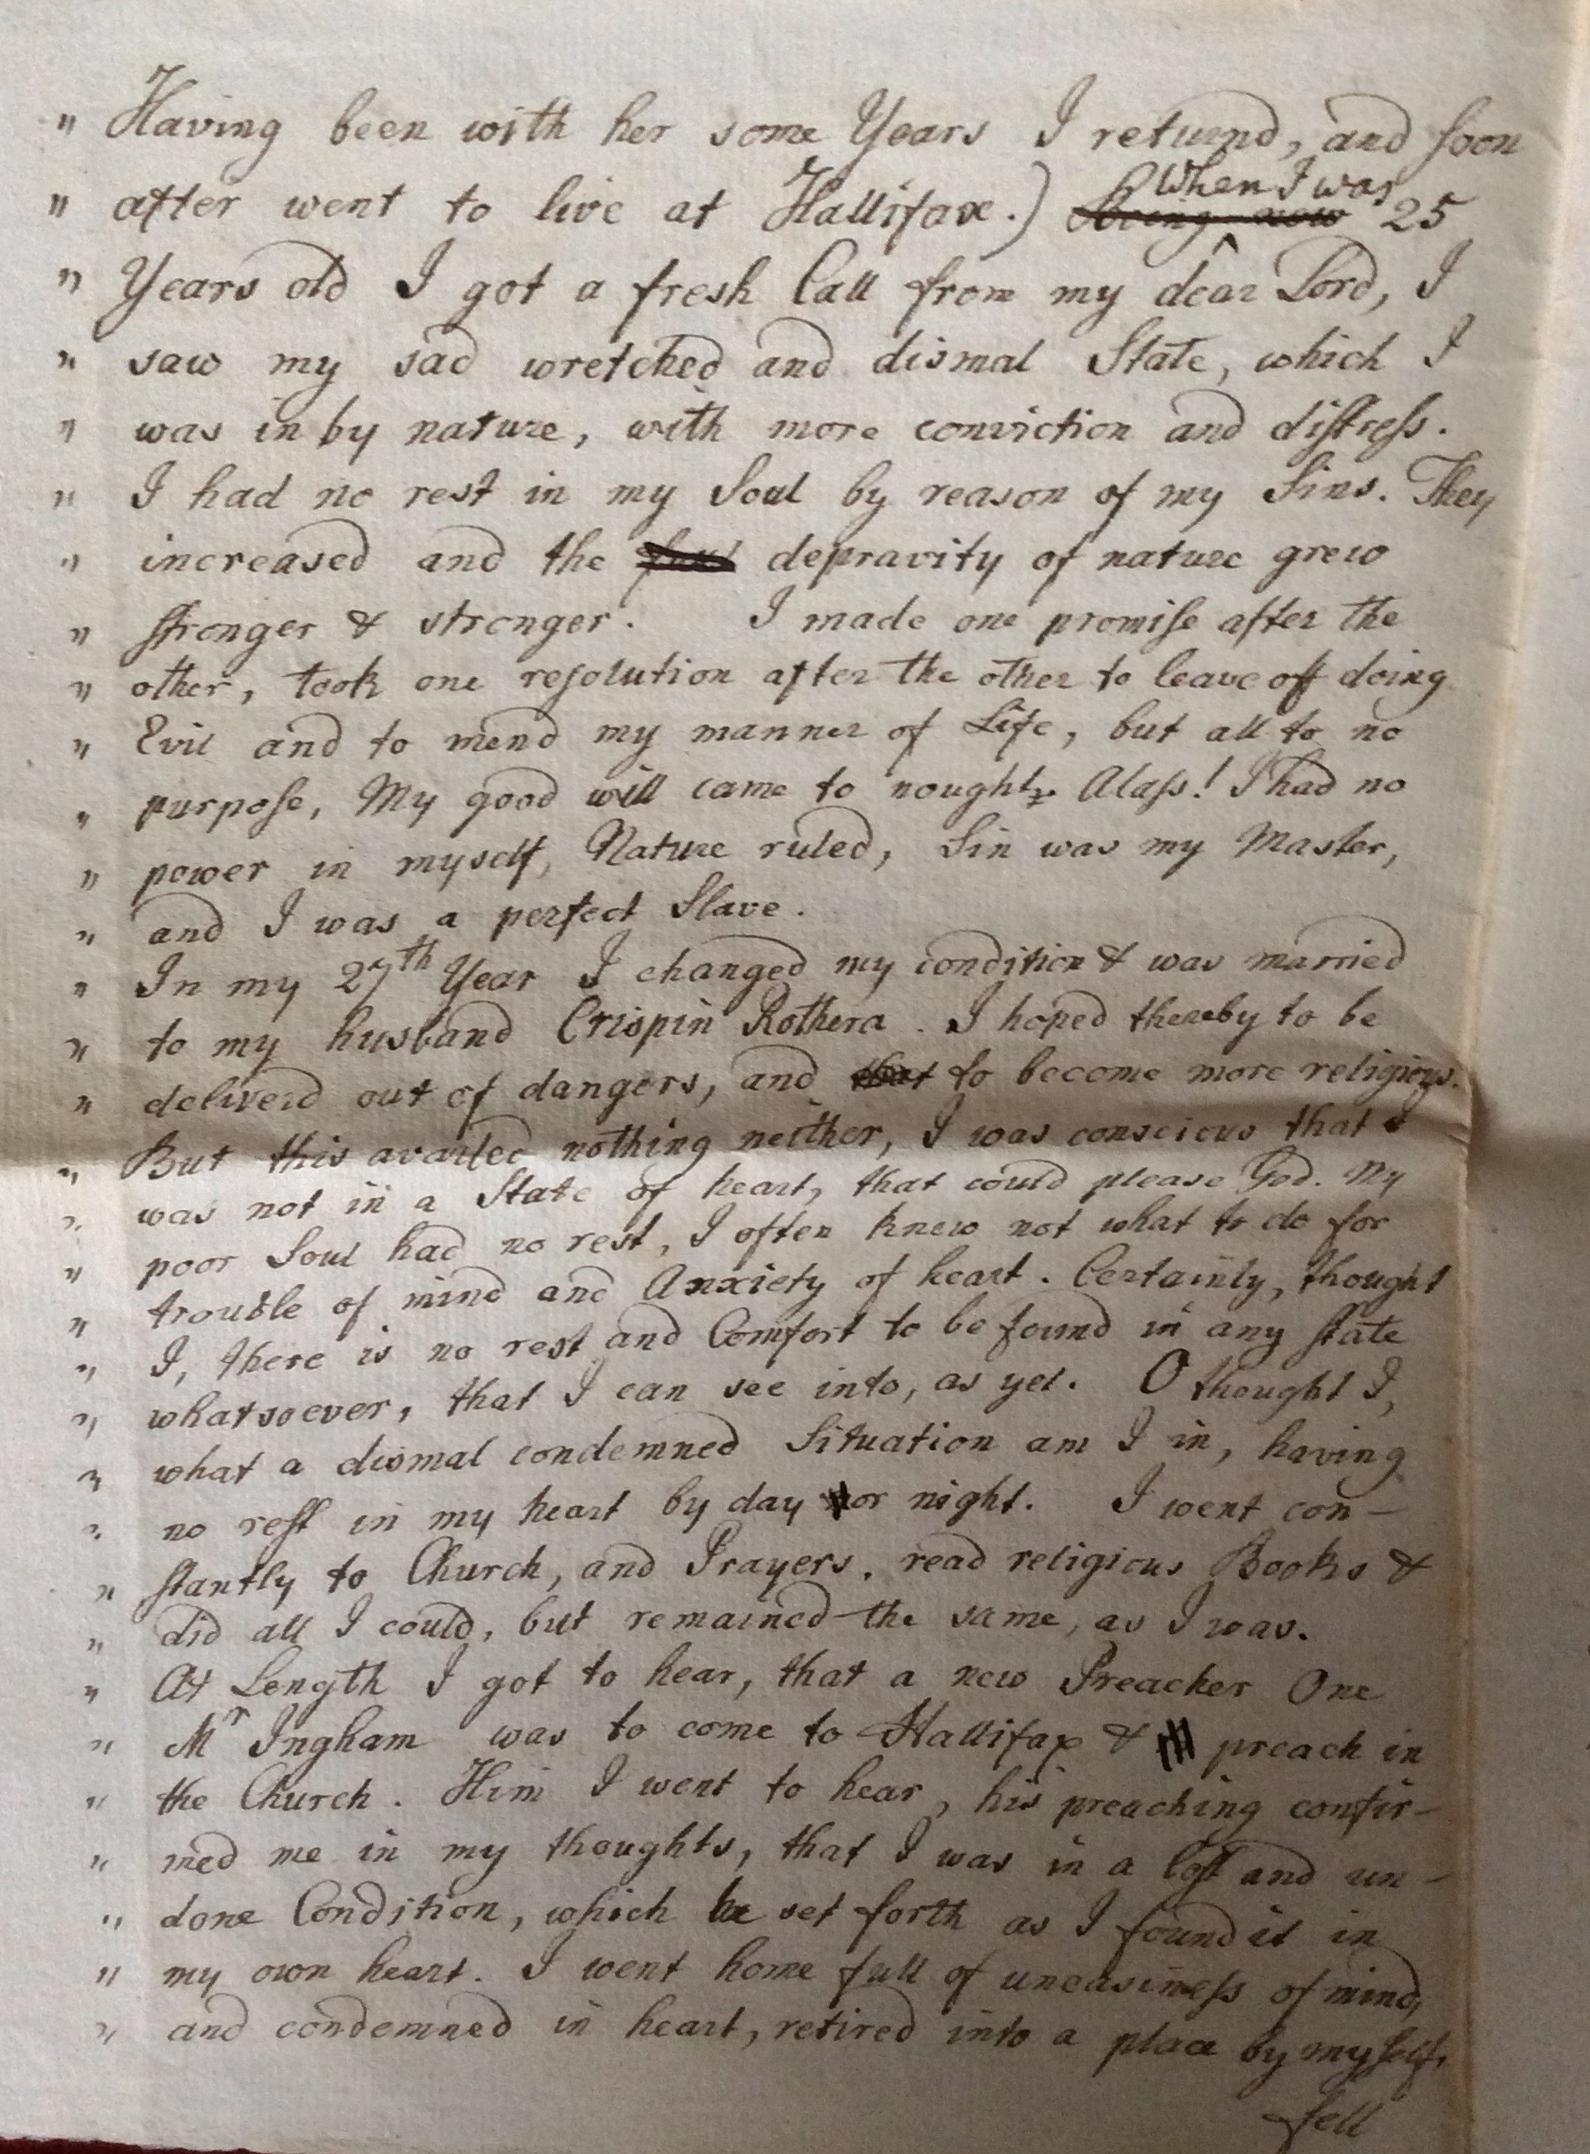 " Having been with her some Years I returnd, and soon
" after went to live at Hallifax.) Being now When I was 25
" Years old I got a fresh Call from my dear Lord, I
" saw my sad wretched and dismal State, which I
" was in by nature, with more conviction and distress.
" I had no rest in my Soul by reason of my Sins. They
" increased and the depravity of nature grew
" stronger & stronger. I made one promise after the
" other, took one resolution after the other to leave off doing
" Evil and to mend my manner of Life, but all to no
" purpose, My good will came to nought. Alass! I had no
" power in myself, Nature ruled, Sin was my Master,
" and I was a perfect Slave.
" In my 27th Year I changed my condition & was married
" to my husband Crispin Rothera. I hoped thereby to be
" deliverd out of dangers, and that to become more religious.
" But this availed nothing neither, I was conscious that I
" was not in a State of heart, that could please God. My
" poor Soul had no rest, I often knew not what to do for
" trouble of mind and Anxiety of heart. Certainly, thought
" I, there is no rest and Comfort to be found in any state
" whatsoever, that I can see into, as yet. O thought I,
" what a dismal condemned Situation am I in, having
" no rest in my heart by day or night. I went con-
" stantly to Church, and Prayers, read religious Books &
" did all I could, but remained the same, as I was.
" At Length I got to hear, that a new Preacher One
" Mr Ingham was to come to Hallifax & preach in
" the Church. Him I went to hear, his preaching confir-
" med me in my thoughts, that I was in a lost and un-
" done Condition, which he set forth as I found it in
" my own heart. I went home full of uneasiness of mind,
" and condemned in heart, retired into a place by myself,
fell